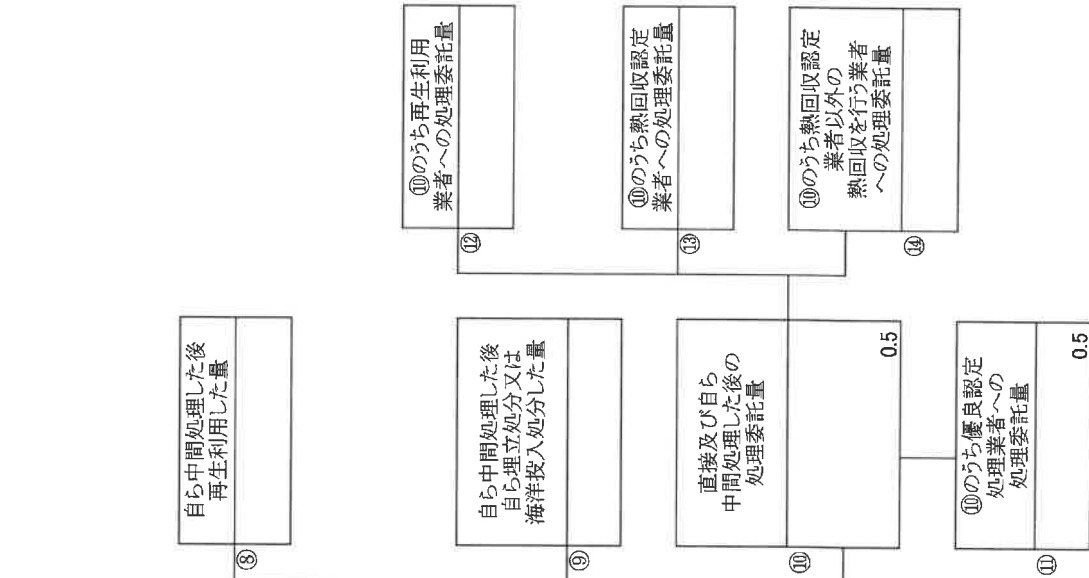 ⑧
自ら中間処理した後
再生利用した量
⑨
自ら中間処理した後
自ら埋立処分又は
海洋投入処分した量
⑩
直接及び自ら
中間処理した後の
処理委託量
0.5
⑪
⑩のうち優良認定
処理業者への
処理委託量
0.5
⑫
⑩のうち再生利用
業者への処理委託量
⑬
⑩のうち熱回収認定
業者への処理委託量
⑭
⑩のうち熱回収認定
業者以外の
熱回収を行う業者
への処理委託量